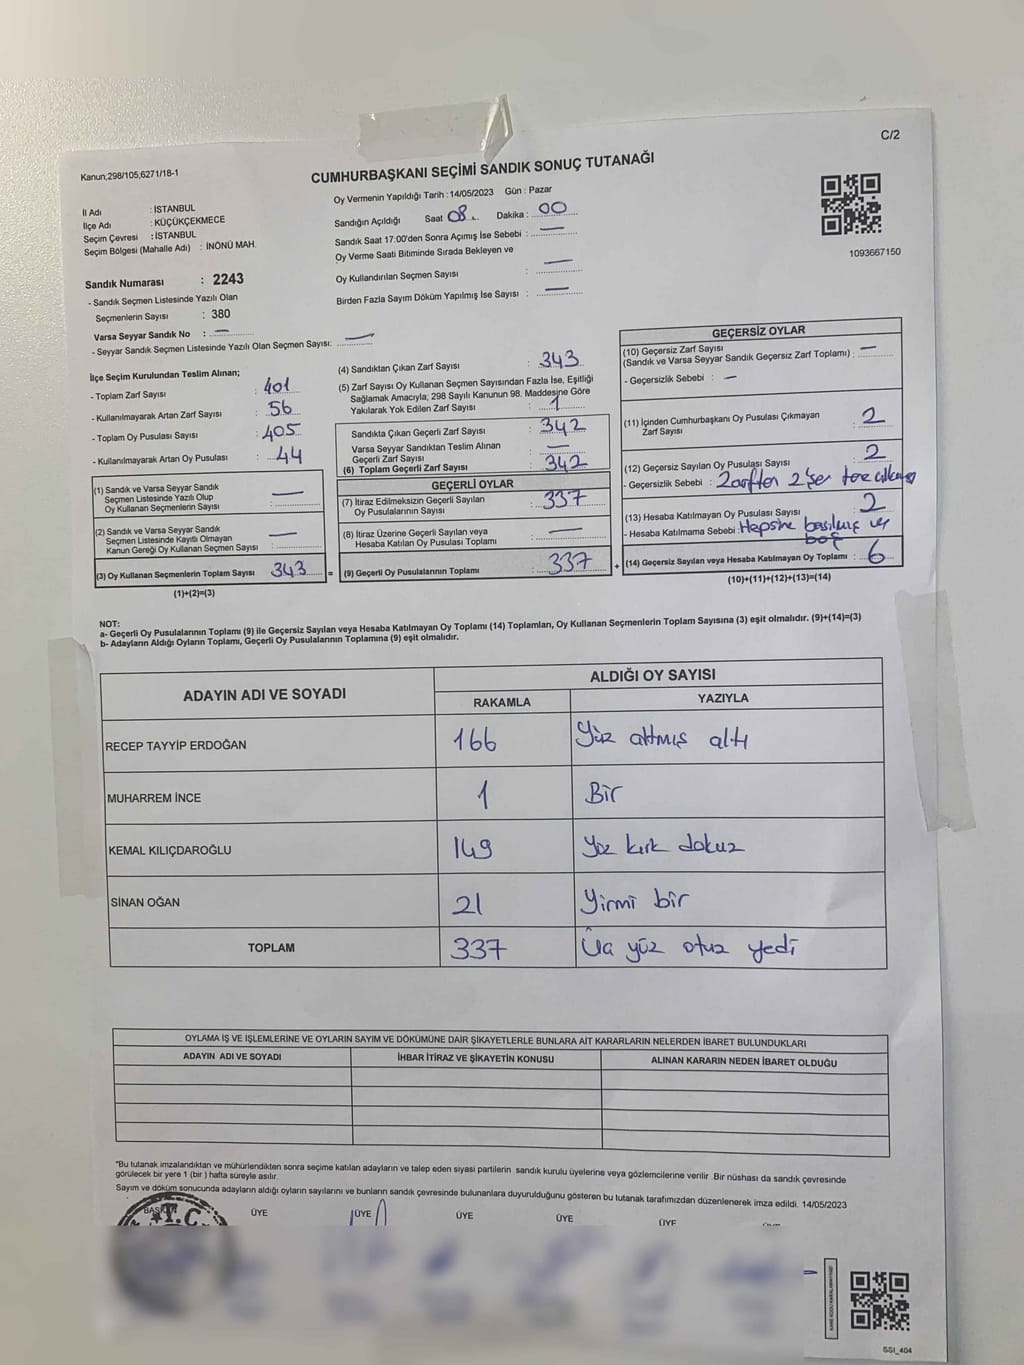 C/2
Kanun,298/105;6271/18-1
CUMHURBAŞKANI SEÇİMİ SANDIK SONUÇ TUTANAĞI
1093667150
İl Adı : İSTANBUL
İlçe Adı : KÜÇÜKÇEKMECE
Seçim Çevresi : İSTANBUL
Seçim Bölgesi (Mahalle Adı) : İNÖNÜ MAH.
Sandık Numarası : 2243
- Sandık Seçmen Listesinde Yazılı Olan
Seçmenlerin Sayısı : 380
Varsa Seyyar Sandık No : —
- Seyyar Sandık Seçmen Listesinde Yazılı Olan Seçmen Sayısı: —
Oy Vermenin Yapıldığı Tarih : 14/05/2023 Gün : Pazar
Sandığın Açıldığı Saat 08 Dakika : 00
Sandık Saat 17:00'den Sonra Açımış İse Sebebi : —
Oy Verme Saati Bitiminde Sırada Bekleyen ve
Oy Kullandırılan Seçmen Sayısı : —
Birden Fazla Sayım Döküm Yapılmış İse Sayısı : —
İlçe Seçim Kurulundan Teslim Alınan;
- Toplam Zarf Sayısı : 401
- Kullanılmayarak Artan Zarf Sayısı : 56
- Toplam Oy Pusulası Sayısı : 405
- Kullanılmayarak Artan Oy Pusulası : 44
(1) Sandık ve Varsa Seyyar Sandık
Seçmen Listesinde Yazılı Olup
Oy Kullanan Seçmenlerin Sayısı : —
(2) Sandık ve Varsa Seyyar Sandık
Seçmen Listesinde Kayıtlı Olmayan
Kanun Gereği Oy Kullanan Seçmen Sayısı : —
(3) Oy Kullanan Seçmenlerin Toplam Sayısı 343 =
(1)+(2)=(3)
(4) Sandıktan Çıkan Zarf Sayısı : 343
(5) Zarf Sayısı Oy Kullanan Seçmen Sayısından Fazla İse, Eşitliği
Sağlamak Amacıyla; 298 Sayılı Kanunun 98. Maddesine Göre
Yakılarak Yok Edilen Zarf Sayısı : 1
Sandıkta Çıkan Geçerli Zarf Sayısı : 342
Varsa Seyyar Sandıktan Teslim Alınan
Geçerli Zarf Sayısı : —
(6) Toplam Geçerli Zarf Sayısı : 342
GEÇERLİ OYLAR
(7) İtiraz Edilmeksizin Geçerli Sayılan
Oy Pusulalarının Sayısı : 337
(8) İtiraz Üzerine Geçerli Sayılan veya
Hesaba Katılan Oy Pusulası Toplamı : —
(9) Geçerli Oy Pusulalarının Toplamı : 337 +
GEÇERSİZ OYLAR
(10) Geçersiz Zarf Sayısı
(Sandık ve Varsa Seyyar Sandık Geçersiz Zarf Toplamı) : —
- Geçersizlik Sebebi : —
(11) İçinden Cumhurbaşkanı Oy Pusulası Çıkmayan
Zarf Sayısı : 2
(12) Geçersiz Sayılan Oy Pusulası Sayısı : 2
- Geçersizlik Sebebi : Zarften 2'şer tane
(13) Hesaba Katılmayan Oy Pusulası Sayısı : 2
- Hesaba Katılmama Sebebi : Hepsine basılmış ve
boş
(14) Geçersiz Sayılan veya Hesaba Katılmayan Oy Toplamı : 6
(10)+(11)+(12)+(13)=(14)
NOT:
a- Geçerli Oy Pusulalarının Toplamı (9) ile Geçersiz Sayılan veya Hesaba Katılmayan Oy Toplamı (14) Toplamları, Oy Kullanan Seçmenlerin Toplam Sayısına (3) eşit olmalıdır. (9)+(14)=(3)
b- Adayların Aldığı Oyların Toplamı, Geçerli Oy Pusulalarının Toplamına (9) eşit olmalıdır.
ADAYIN ADI VE SOYADI
ALDIĞI OY SAYISI
RAKAMLA YAZIYLA
RECEP TAYYİP ERDOĞAN 166 Yüz altmış altı
MUHARREM İNCE 1 Bir
KEMAL KILIÇDAROĞLU 149 Yüz kırk dokuz
SİNAN OĞAN 21 Yirmi bir
TOPLAM 337 Üç yüz otuz yedi
OYLAMA İŞ VE İŞLEMLERİNE VE OYLARIN SAYIM VE DÖKÜMÜNE DAİR ŞİKAYETLERLE BUNLARA AİT KARARLARIN NELERDEN İBARET BULUNDUKLARI
ADAYIN ADI VE SOYADI İHBAR İTİRAZ VE ŞİKAYETİN KONUSU ALINAN KARARIN NEDEN İBARET OLDUĞU
*Bu tutanak imzalandıktan ve mühürlendikten sonra seçime katılan adayların ve talep eden siyasi partilerin sandık kurulu üyelerine veya gözlemcilerine verilir .Bir nüshası da sandık çevresinde
görülecek bir yere 1 (bir ) hafta süreyle asılır.
Sayım ve döküm sonucunda adayların aldığı oyların sayılarını ve bunların sandık çevresinde bulunanlara duyurulduğunu gösteren bu tutanak tarafımızdan düzenlenerek imza edildi. 14/05/2023
T.C
ÜYE ÜYE ÜYE ÜYE ÜYE
SSI_404